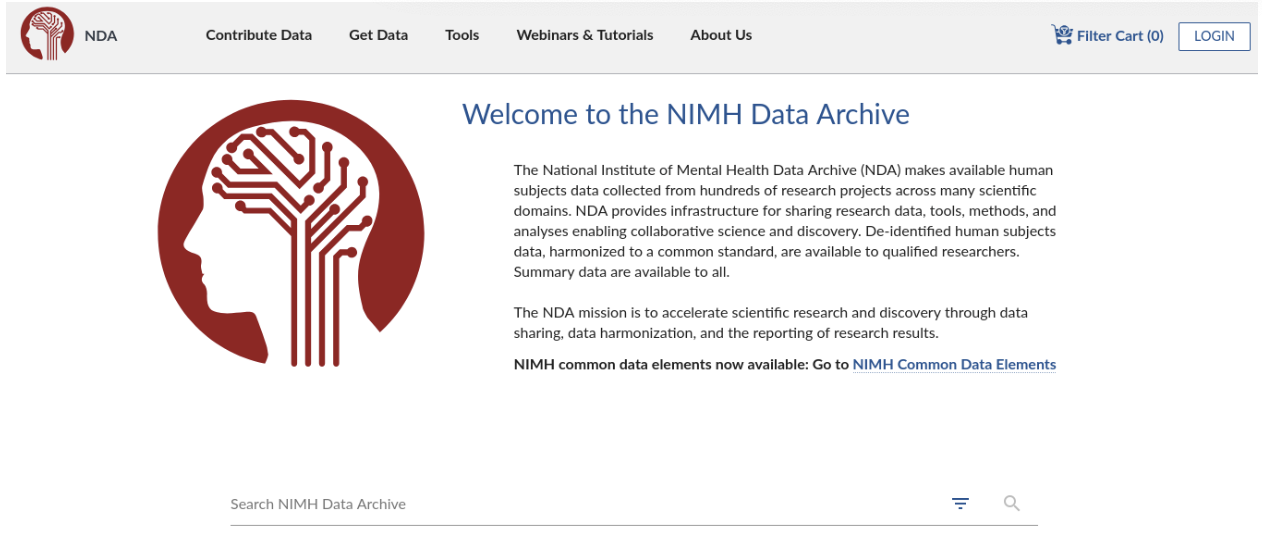 NDA
Contribute Data
Get Data
Tools
Webinars & Tutorials
About Us
Filter Cart (0)
LOGIN
Welcome to the NIMH Data Archive
The National Institute of Mental Health Data Archive (NDA) makes available human
subjects data collected from hundreds of research projects across many scientific
domains. NDA provides infrastructure for sharing research data, tools, methods, and
analyses enabling collaborative science and discovery. De-identified human subjects
data, harmonized to a common standard, are available to qualified researchers.
Summary data are available to all.
The NDA mission is to accelerate scientific research and discovery through data
sharing, data harmonization, and the reporting of research results.
NIMH common data elements now available: Go to NIMH Common Data Elements
Search NIMH Data Archive